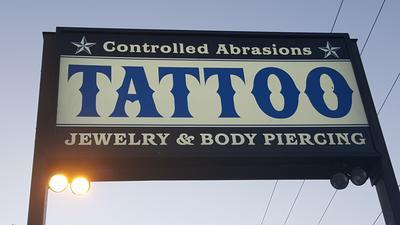 Controlled Abrasions
TATTOO
JEWELRY & BODY PIERCING